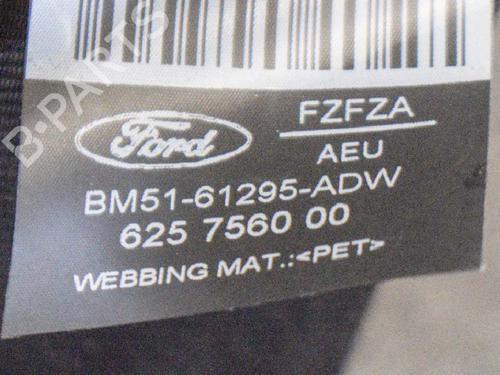 B-PARTS
Ford
FZFZA
AEU
BM51-61295-ADW
625 7560 00
WEBBING MAT.:<PET>